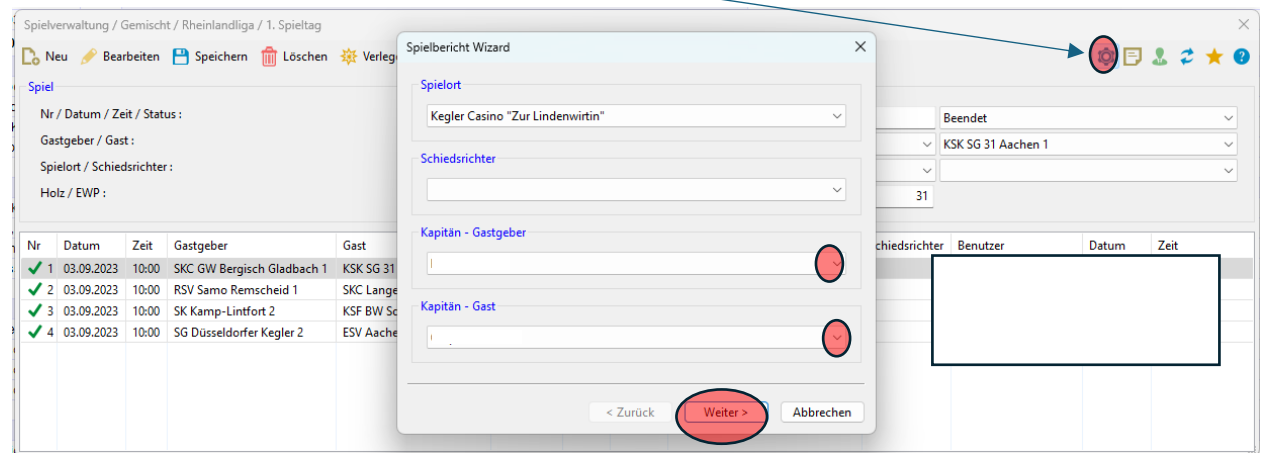 Spielverwaltung / Gemischt / Rheinlandliga / 1. Spieltag
Neu Bearbeiten Speichern Löschen Verleg
Spiel
Nr / Datum / Zeit / Status :
Beendet
Gastgeber / Gast :
KSK SG 31 Aachen 1
Spielort / Schiedsrichter :
Holz / EWP :
31
Spielbericht Wizard
Spielort
Kegler Casino "Zur Lindenwirtin"
Schiedsrichter
Kapitän - Gastgeber
Kapitän - Gast
< Zurück Weiter > Abbrechen
Nr Datum Zeit Gastgeber Gast chiedsrichter Benutzer Datum Zeit
1 03.09.2023 10:00 SKC GW Bergisch Gladbach 1 KSK SG 31
2 03.09.2023 10:00 RSV Samo Remscheid 1 SKC Lange
3 03.09.2023 10:00 SK Kamp-Lintfort 2 KSF BW Sc
4 03.09.2023 10:00 SG Düsseldorfer Kegler 2 ESV Aache